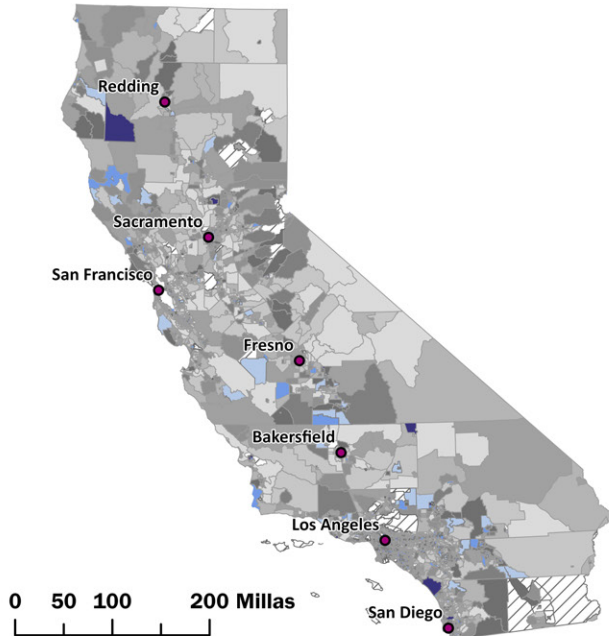 Redding
Sacramento
San Francisco
Fresno
Bakersfield
Los Angeles
San Diego
0 50 100 200 Millas